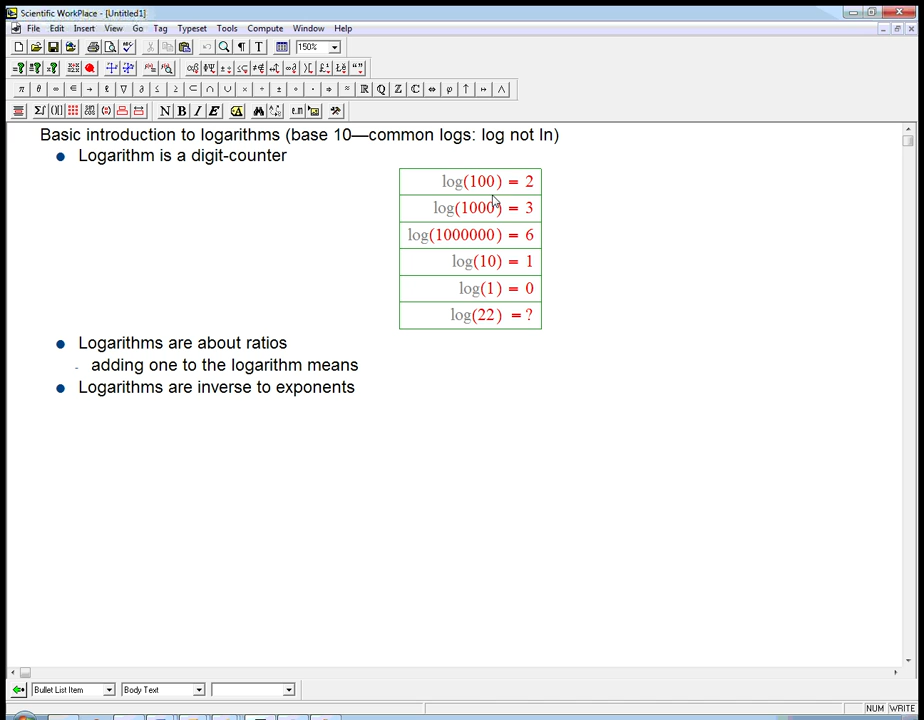 Scientific WorkPlace - [Untitled1]
File Edit Insert View Go Tag Typeset Tools Compute Window Help
150%
π θ ∞ ∈ → ℓ ∇ ∂ ≤ ≥ ⊂ ∩ ∪ × ÷ ± ∘ · ⇒ ≈ ℝ ℚ ℤ ℂ ⇔ φ ↑ ↦ ∧
N B I E
Basic introduction to logarithms (base 10—common logs: log not ln)
Logarithm is a digit-counter
log(100) = 2
log(1000) = 3
log(1000000) = 6
log(10) = 1
log(1) = 0
log(22) = ?
Logarithms are about ratios
- adding one to the logarithm means
Logarithms are inverse to exponents
Bullet List Item Body Text
NUM WRITE